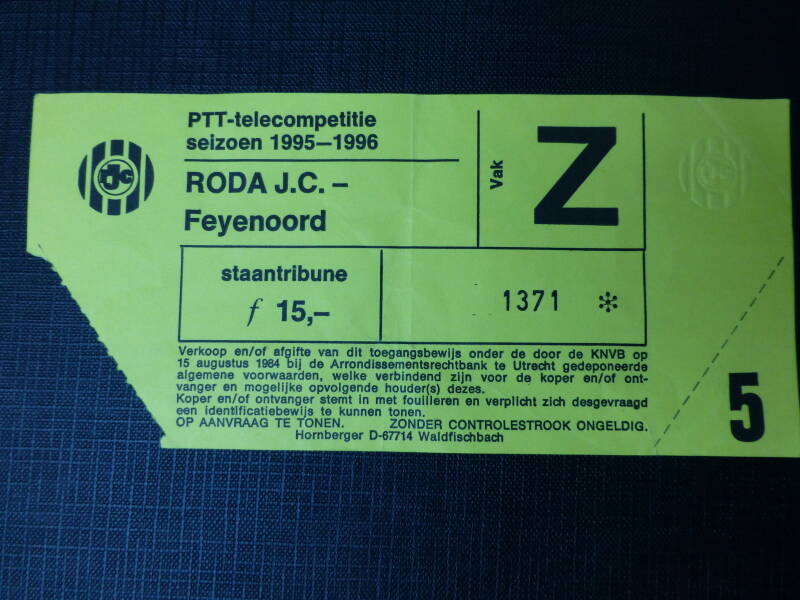 PTT-telecompetitie
seizoen 1995–1996
RODA J.C. –
Feyenoord
Vak
Z
staantribune
f 15,–
1371 *
Verkoop en/of afgifte van dit toegangsbewijs onder de door de KNVB op
15 augustus 1984 bij de Arrondissementsrechtbank te Utrecht gedeponeerde
algemene voorwaarden, welke verbindend zijn voor de koper en/of ont-
vanger en mogelijke opvolgende houder(s) dezes.
Koper en/of ontvanger stemt in met fouilleren en verplicht zich desgevraagd
een identificatiebewijs te kunnen tonen.
OP AANVRAAG TE TONEN. ZONDER CONTROLESTROOK ONGELDIG.
Hornberger D-67714 Waldfischbach
5